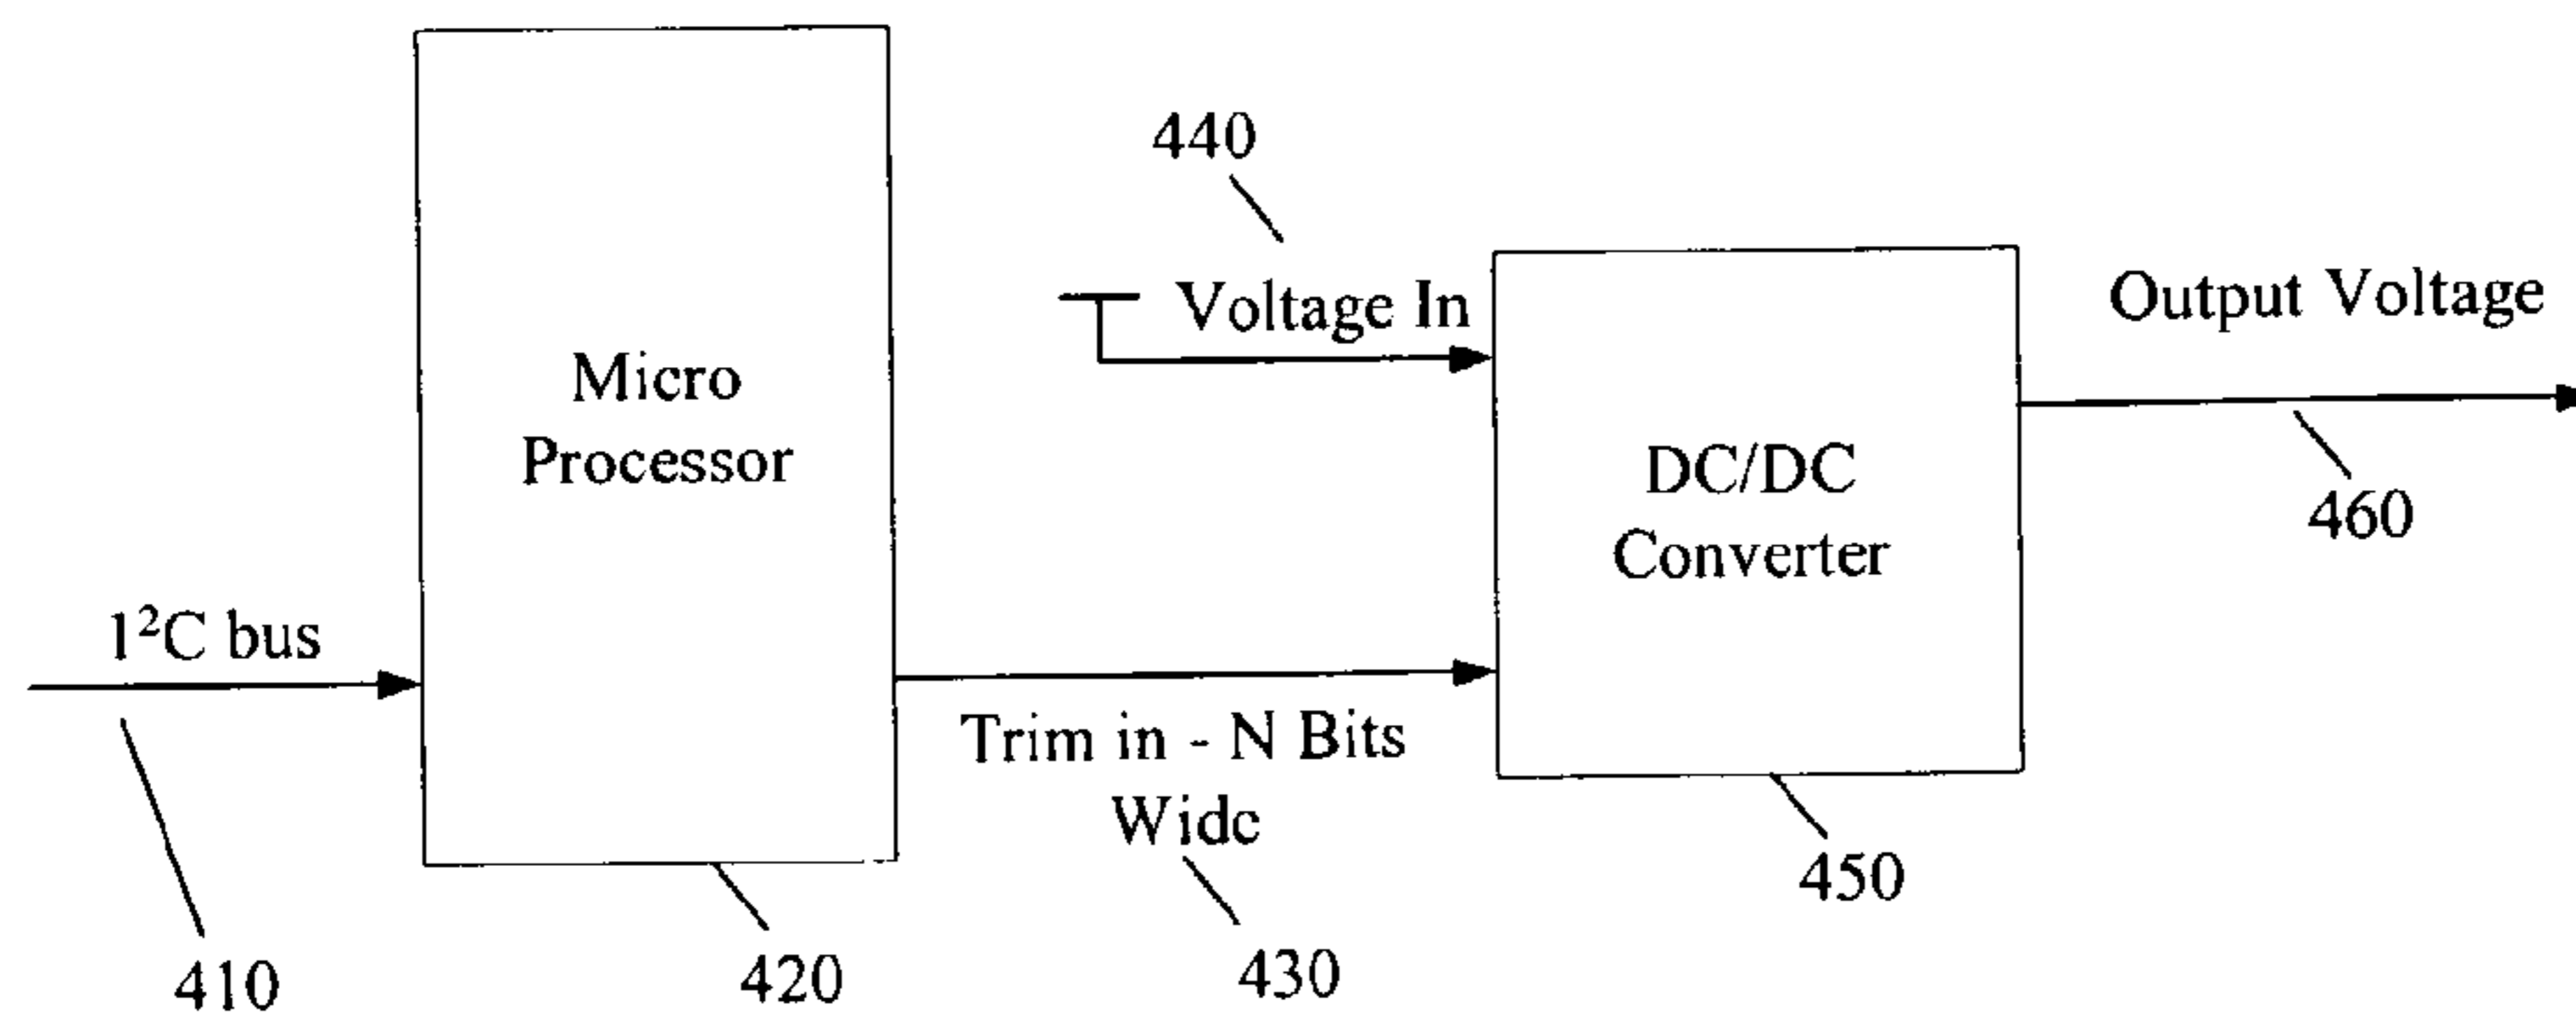 440
Voltage In
Output Voltage
Micro
Processor
DC/DC
Converter
460
I²C bus
Trim in - N Bits
Wide
450
410
420
430